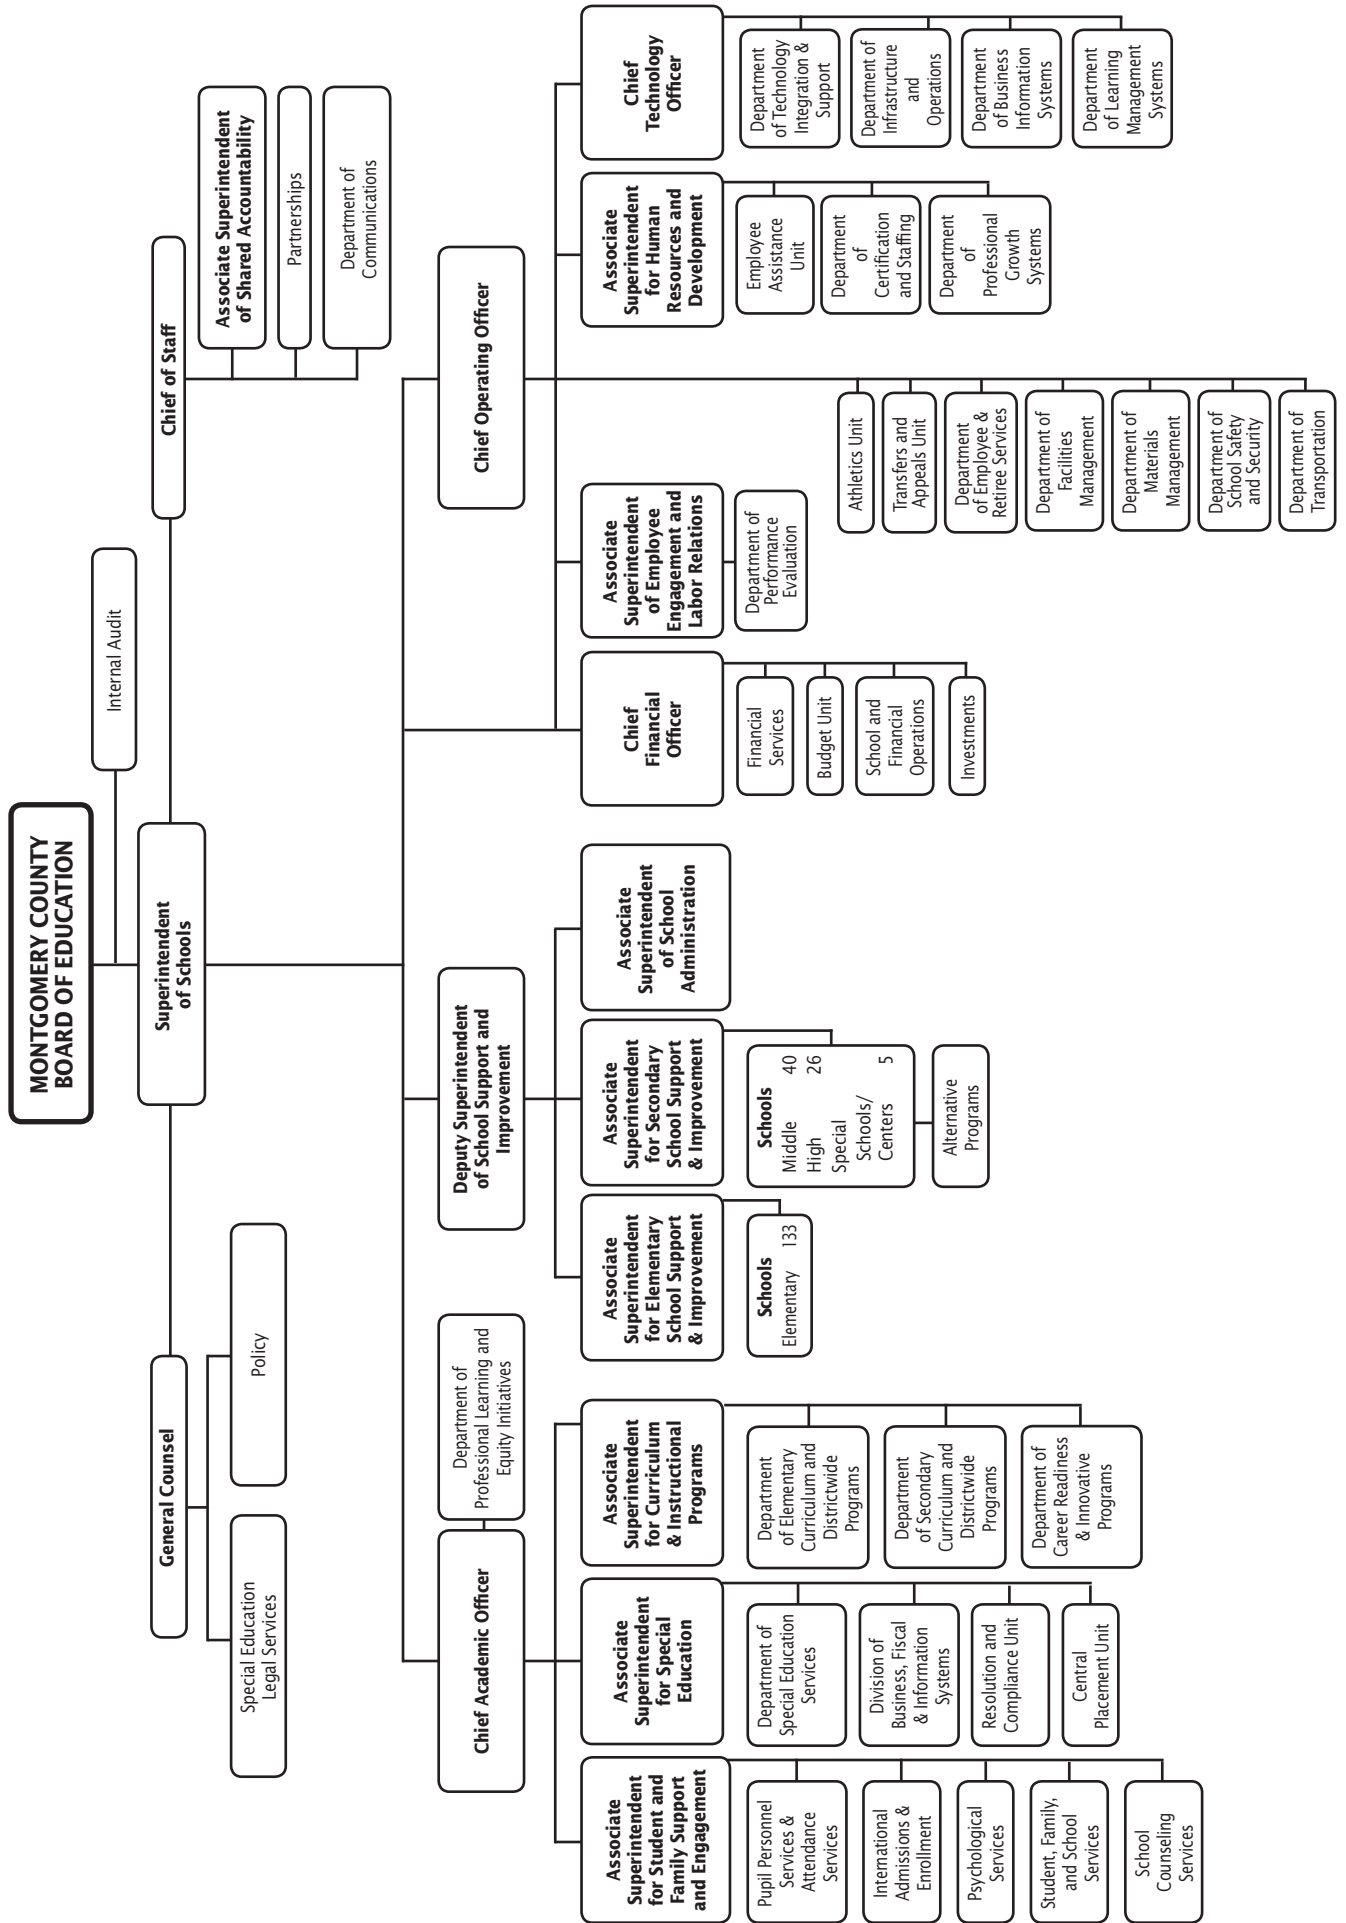 MONTGOMERY COUNTY
BOARD OF EDUCATION
Internal Audit
Superintendent
of Schools
General Counsel
Special Education
Legal Services
Policy
Chief of Staff
Associate Superintendent
of Shared Accountability
Partnerships
Department of
Communications
Chief Academic Officer
Department of
Professional Learning and
Equity Initiatives
Associate
Superintendent
for Student and
Family Support
and Engagement
Pupil Personnel
Services &
Attendance
Services
International
Admissions &
Enrollment
Psychological
Services
Student, Family,
and School
Services
School
Counseling
Services
Associate
Superintendent
for Special
Education
Department of
Special Education
Services
Division of
Business, Fiscal
& Information
Systems
Resolution and
Compliance Unit
Central
Placement Unit
Associate
Superintendent
for Curriculum
& Instructional
Programs
Department
of Elementary
Curriculum and
Districtwide
Programs
Department
of Secondary
Curriculum and
Districtwide
Programs
Department of
Career Readiness
& Innovative
Programs
Deputy Superintendent
of School Support and
Improvement
Associate
Superintendent
for Elementary
School Support
& Improvement
Schools
Elementary 133
Associate
Superintendent
for Secondary
School Support
& Improvement
Schools
Middle 40
High 26
Special
Schools/
Centers 5
Alternative
Programs
Associate
Superintendent
of School
Administration
Chief Operating Officer
Chief
Financial
Officer
Financial
Services
Budget Unit
School and
Financial
Operations
Investments
Associate
Superintendent
of Employee
Engagement and
Labor Relations
Department of
Performance
Evaluation
Athletics Unit
Transfers and
Appeals Unit
Department
of Employee &
Retiree Services
Department of
Facilities
Management
Department of
Materials
Management
Department of
School Safety
and Security
Department of
Transportation
Associate
Superintendent
for Human
Resources and
Development
Employee
Assistance
Unit
Department
of
Certification
and Staffing
Department
of
Professional
Growth
Systems
Chief
Technology
Officer
Department
of Technology
Integration &
Support
Department of
Infrastructure
and
Operations
Department
of Business
Information
Systems
Department
of Learning
Management
Systems